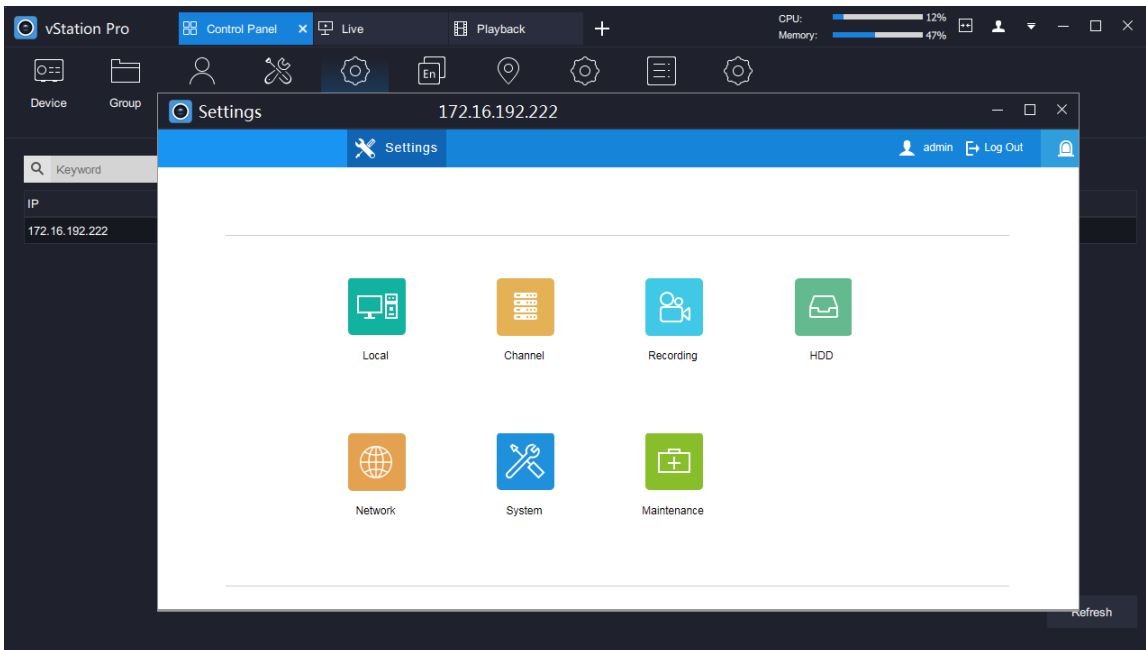 vStation Pro
Control Panel
Live
Playback
CPU:
12%
Memory:
47%
En
Device
Group
Settings
172.16.192.222
Settings
admin
Log Out
Keyword
IP
172.16.192.222
Local
Channel
Recording
HDD
Network
System
Maintenance
Refresh